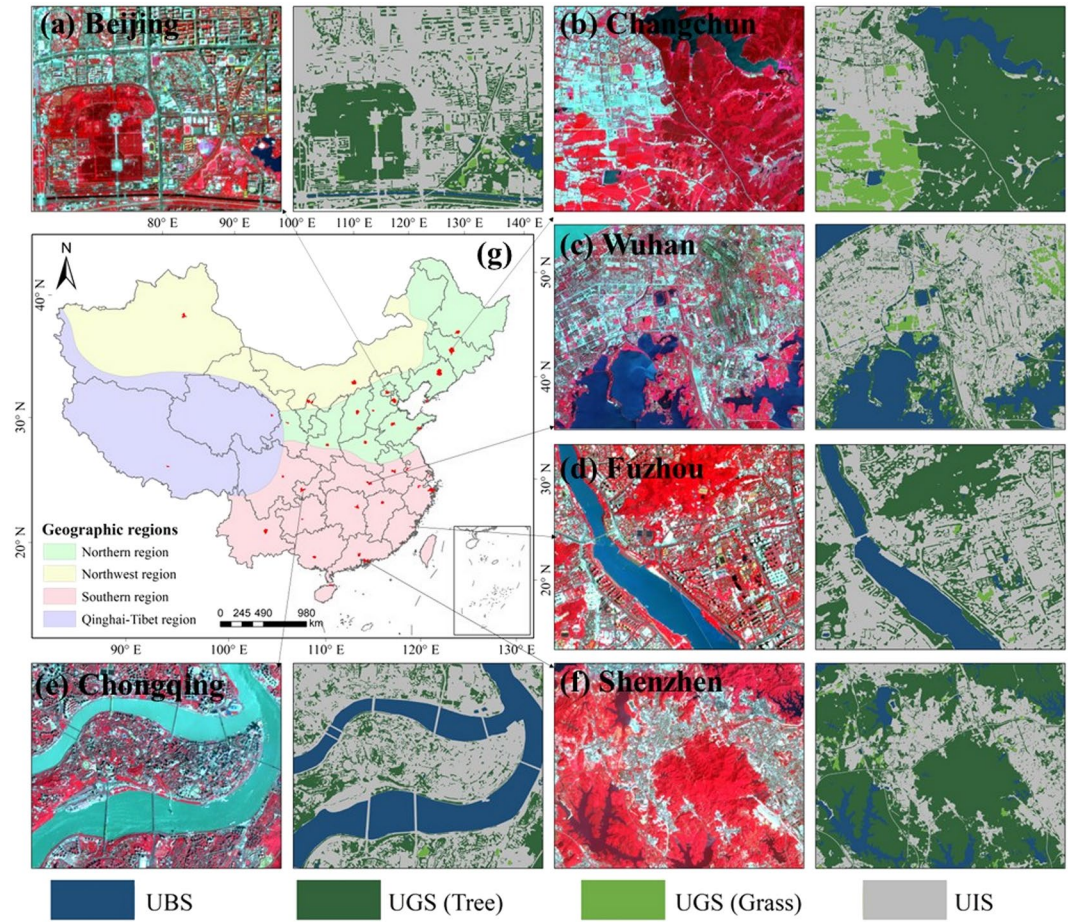 (a) Beijing
(b) Changchun
80° E 90° E 100° E 110° E 120° E 130° E 140° E
(c) Wuhan
N
(g)
40° N
50° N
30° N
40° N
20° N
30° N
20° N
(d) Fuzhou
Geographic regions
Northern region
Northwest region
Southern region
Qinghai-Tibet region
0 245 490 980
km
90° E 100° E 110° E 120° E 130° E
(e) Chongqing
(f) Shenzhen
UBS UGS (Tree) UGS (Grass) UIS